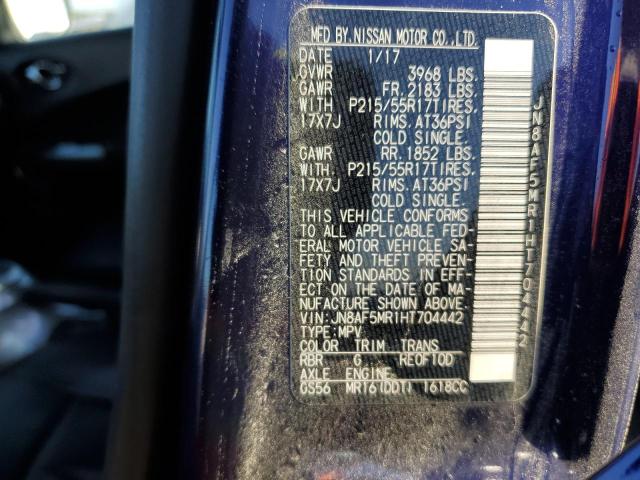 MFD BY. NISSAN MOTOR CO., LTD.
DATE 1/17
GVWR 3968 LBS.
GAWR FR. 2183 LBS.
WITH P215/55R17TIRES.
17X7J RIMS. AT36PSI
COLD SINGLE.
GAWR RR. 1852 LBS.
WITH. P215/55R17TIRES.
17X7J RIMS. AT36PSI
COLD SINGLE.
THIS VEHICLE CONFORMS
TO ALL APPLICABLE FED-
ERAL MOTOR VEHICLE SA-
FETY AND THEFT PREVEN-
TION STANDARDS IN EFF-
ECT ON THE DATE OF MA-
NUFACTURE SHOWN ABOVE.
VIN: JN8AF5MR1HT704442
TYPE: MPV
COLOR TRIM TRANS
RBR G RE0F10D
AXLE ENGINE
GS56 MR16(DDT) 1618CC
JN8AF5MR1HT704442